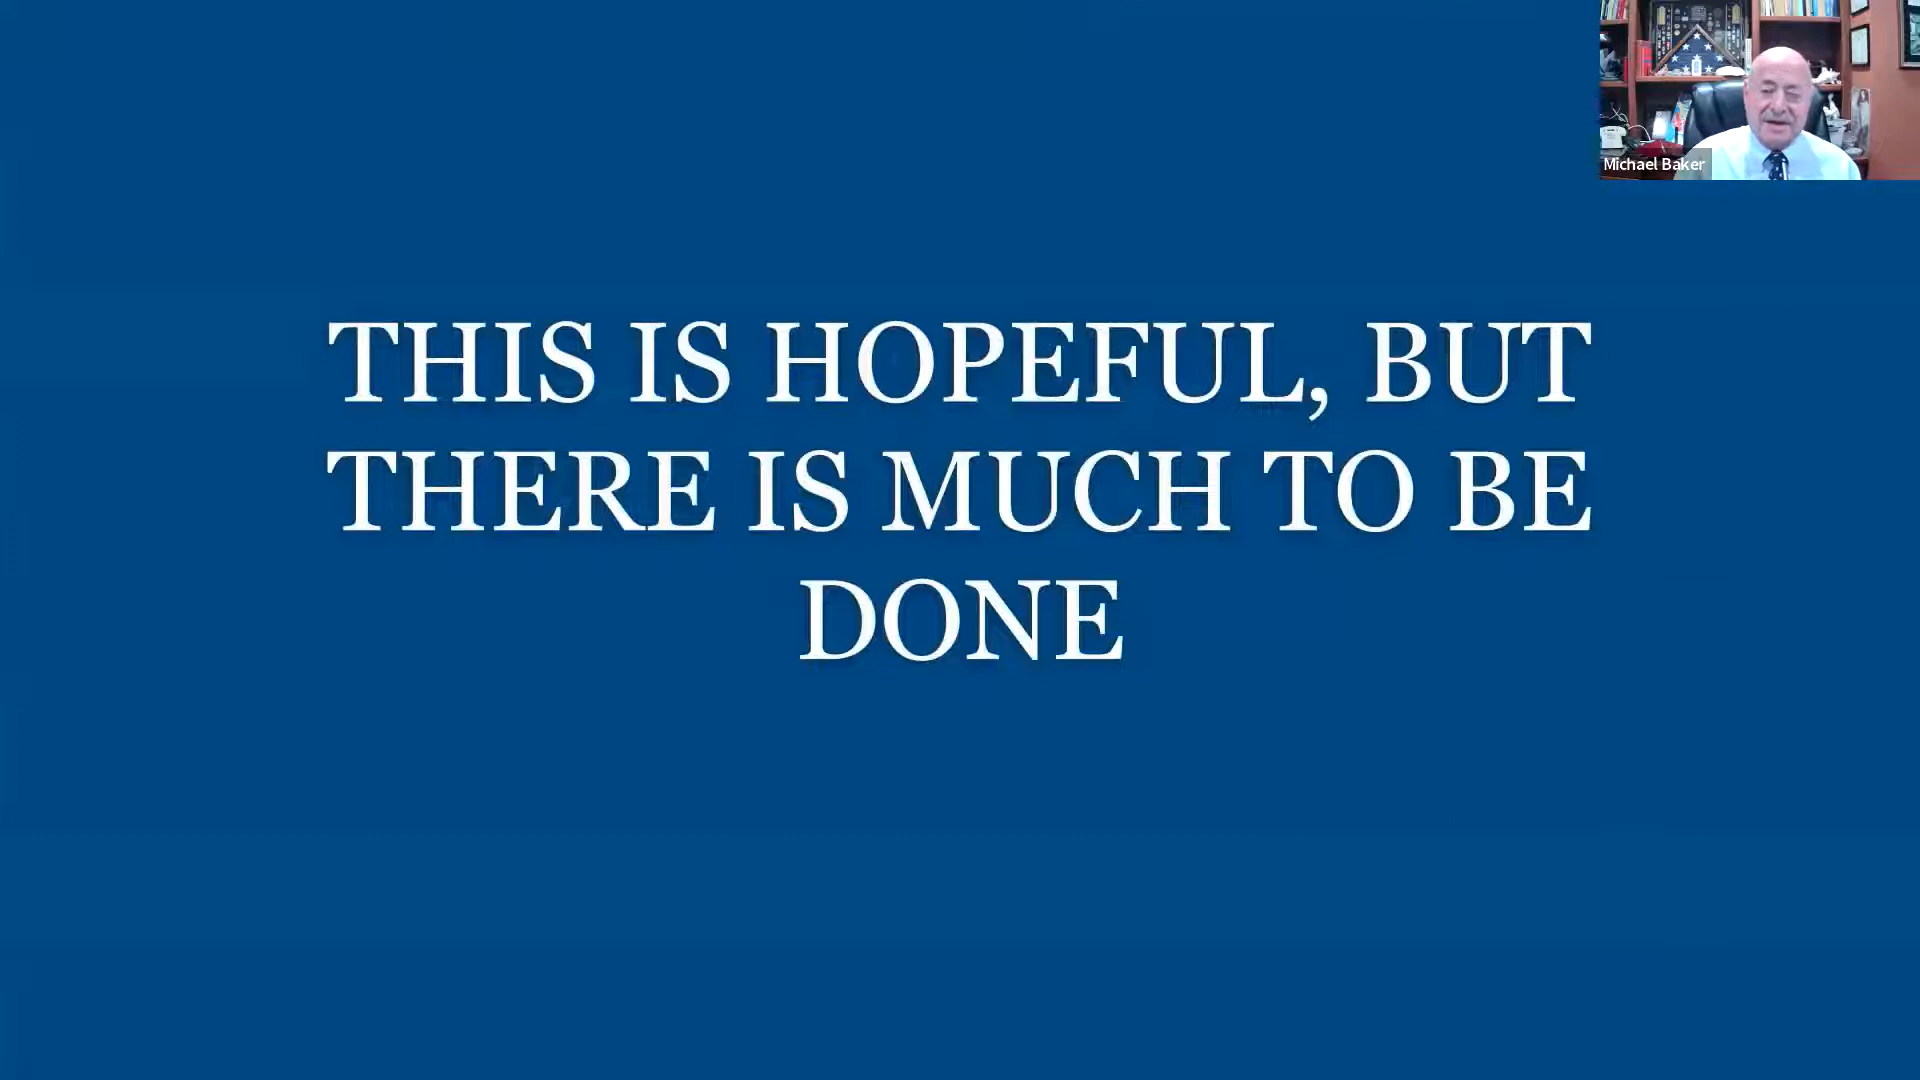 Michael Baker
THIS IS HOPEFUL, BUT
THERE IS MUCH TO BE
DONE